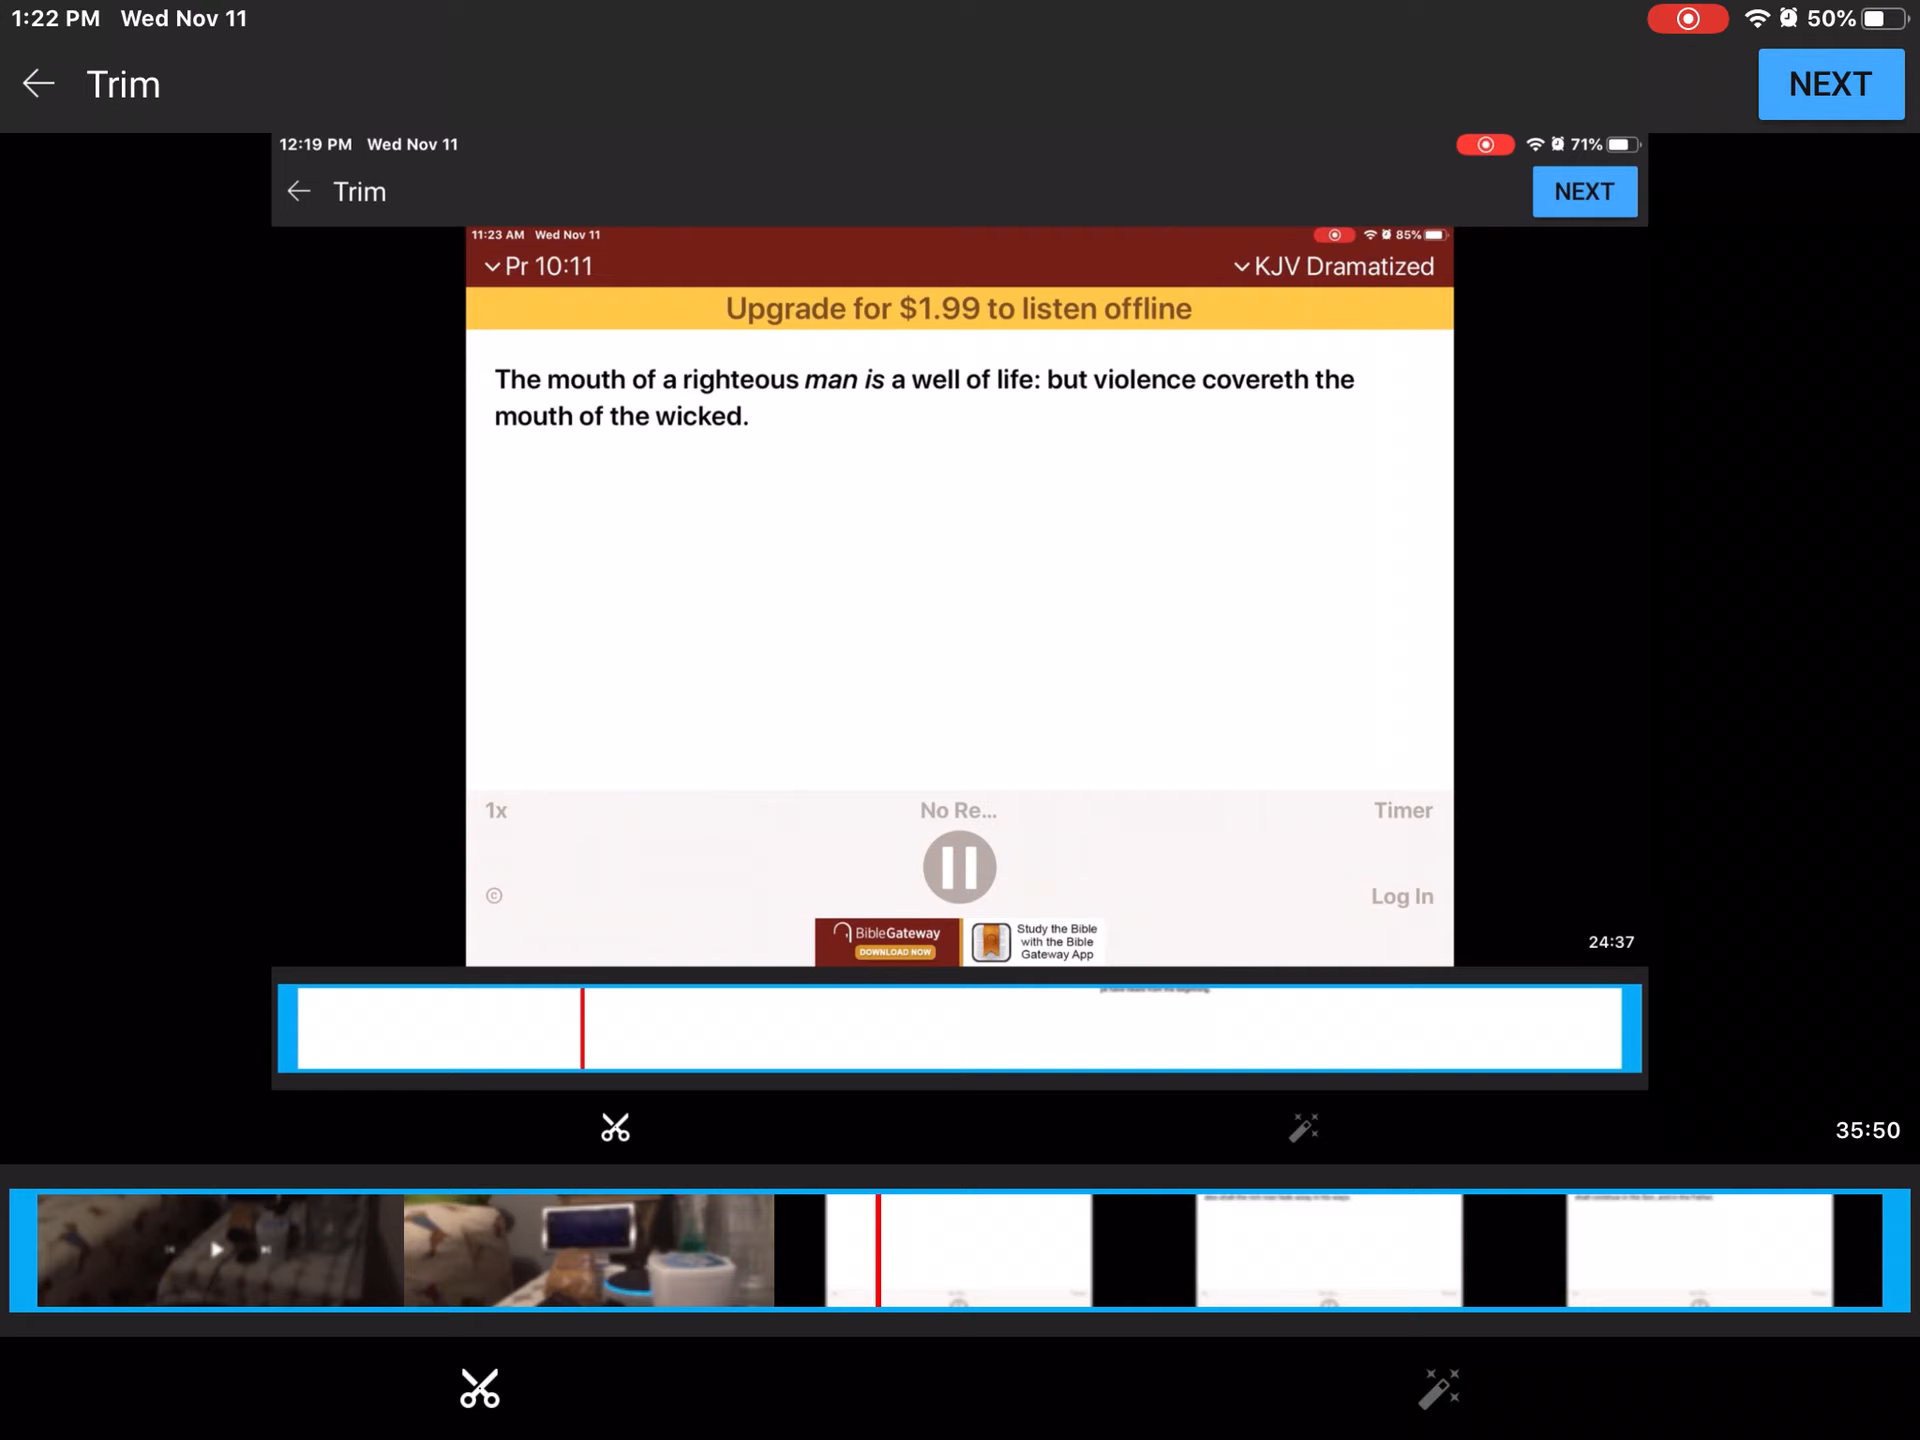 1:22 PM Wed Nov 11
50%
Trim
NEXT
12:19 PM Wed Nov 11
71%
Trim
NEXT
11:23 AM Wed Nov 11
85%
Pr 10:11
KJV Dramatized
Upgrade for $1.99 to listen offline
The mouth of a righteous man is a well of life: but violence covereth the
mouth of the wicked.
1x
No Re...
Timer
©
Log In
BibleGateway
DOWNLOAD NOW
Study the Bible
with the Bible
Gateway App
24:37
35:50